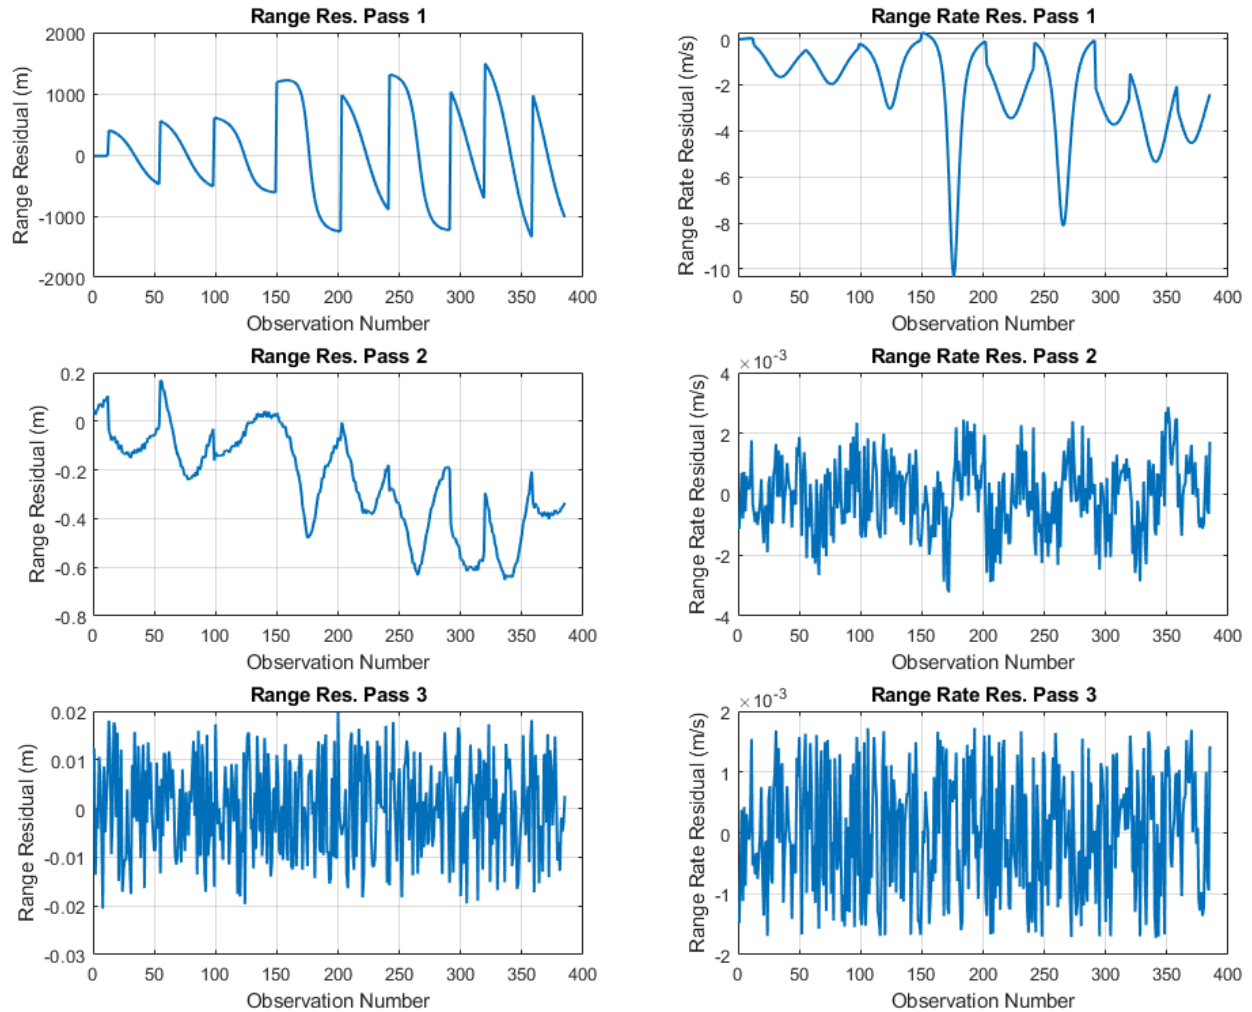 Range Res. Pass 1
Range Residual (m)
2000
1000
0
-1000
-2000
0 50 100 150 200 250 300 350 400
Observation Number
Range Rate Res. Pass 1
Range Rate Residual (m/s)
0
-2
-4
-6
-8
-10
0 50 100 150 200 250 300 350 400
Observation Number
Range Res. Pass 2
Range Residual (m)
0.2
0
-0.2
-0.4
-0.6
-0.8
0 50 100 150 200 250 300 350 400
Observation Number
Range Rate Res. Pass 2
×10⁻³
Range Rate Residual (m/s)
4
2
0
-2
-4
0 50 100 150 200 250 300 350 400
Observation Number
Range Res. Pass 3
Range Residual (m)
0.02
0.01
0
-0.01
-0.02
-0.03
0 50 100 150 200 250 300 350 400
Observation Number
Range Rate Res. Pass 3
×10⁻³
Range Rate Residual (m/s)
2
1
0
-1
-2
0 50 100 150 200 250 300 350 400
Observation Number